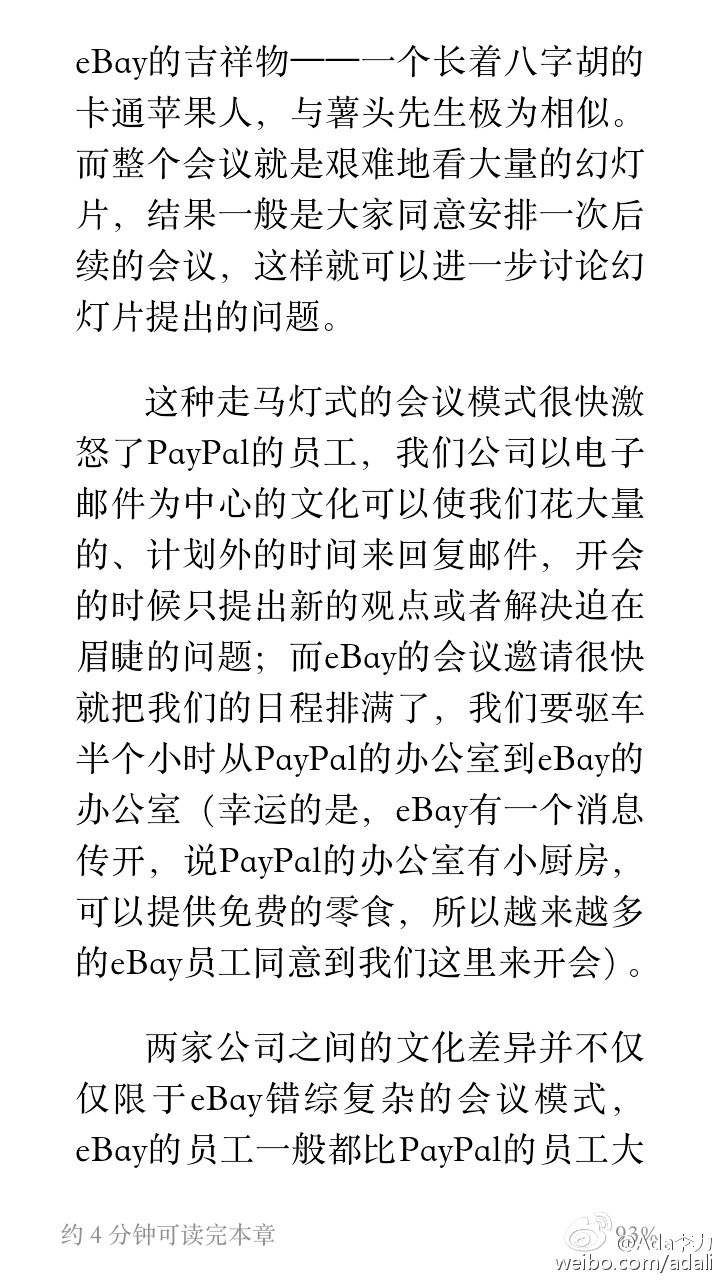 eBay的吉祥物——一个长着八字胡的
卡通苹果人，与薯头先生极为相似。
而整个会议就是艰难地看大量的幻灯
片，结果一般是大家同意安排一次后
续的会议，这样就可以进一步讨论幻
灯片提出的问题。
这种走马灯式的会议模式很快激
怒了PayPal的员工，我们公司以电子
邮件为中心的文化可以使我们花大量
的、计划外的时间来回复邮件，开会
的时候只提出新的观点或者解决迫在
眉睫的问题；而eBay的会议邀请很快
就把我们的日程排满了，我们要驱车
半个小时从PayPal的办公室到eBay的
办公室（幸运的是，eBay有一个消息
传开，说PayPal的办公室有小厨房，
可以提供免费的零食，所以越来越多
的eBay员工同意到我们这里来开会）。
两家公司之间的文化差异并不仅
仅限于eBay错综复杂的会议模式，
eBay的员工一般都比PayPal的员工大
约 4 分钟可读完本章
93%
@Ada李力
weibo.com/adali